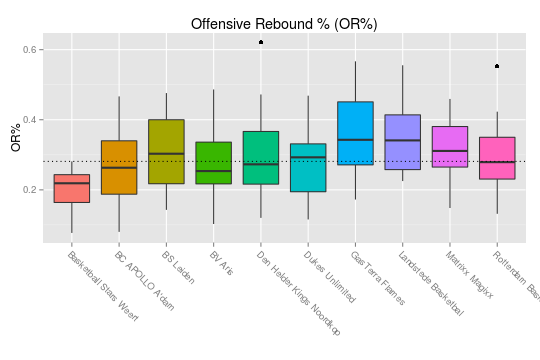 Offensive Rebound % (OR%)
OR%
0.6
0.4
0.2
Basketball Stars Weert
BC APOLLO A'dam
BS Leiden
BV Aris
Den Helder Kings Noordkop
Dukes Unlimited
GasTerra Flames
Landstede Basketbal
Matrixx Magixx
Rotterdam Bas